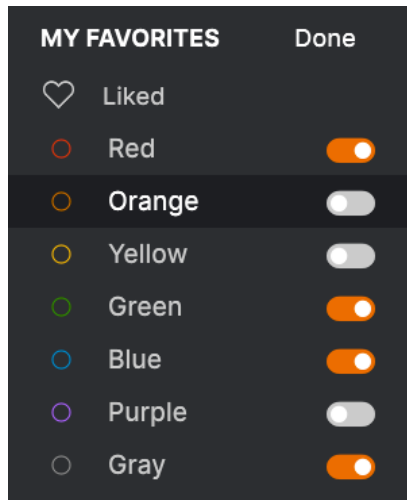 MY FAVORITES Done
Liked
Red
Orange
Yellow
Green
Blue
Purple
Gray